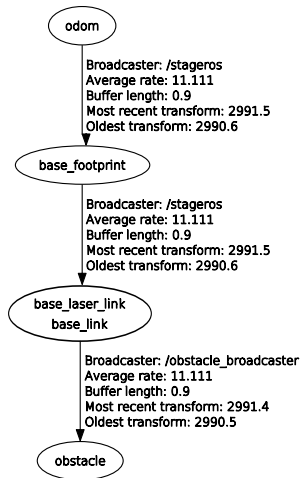 odom
Broadcaster: /stageros
Average rate: 11.111
Buffer length: 0.9
Most recent transform: 2991.5
Oldest transform: 2990.6
base_footprint
Broadcaster: /stageros
Average rate: 11.111
Buffer length: 0.9
Most recent transform: 2991.5
Oldest transform: 2990.6
base_laser_link
base_link
Broadcaster: /obstacle_broadcaster
Average rate: 11.111
Buffer length: 0.9
Most recent transform: 2991.4
Oldest transform: 2990.5
obstacle